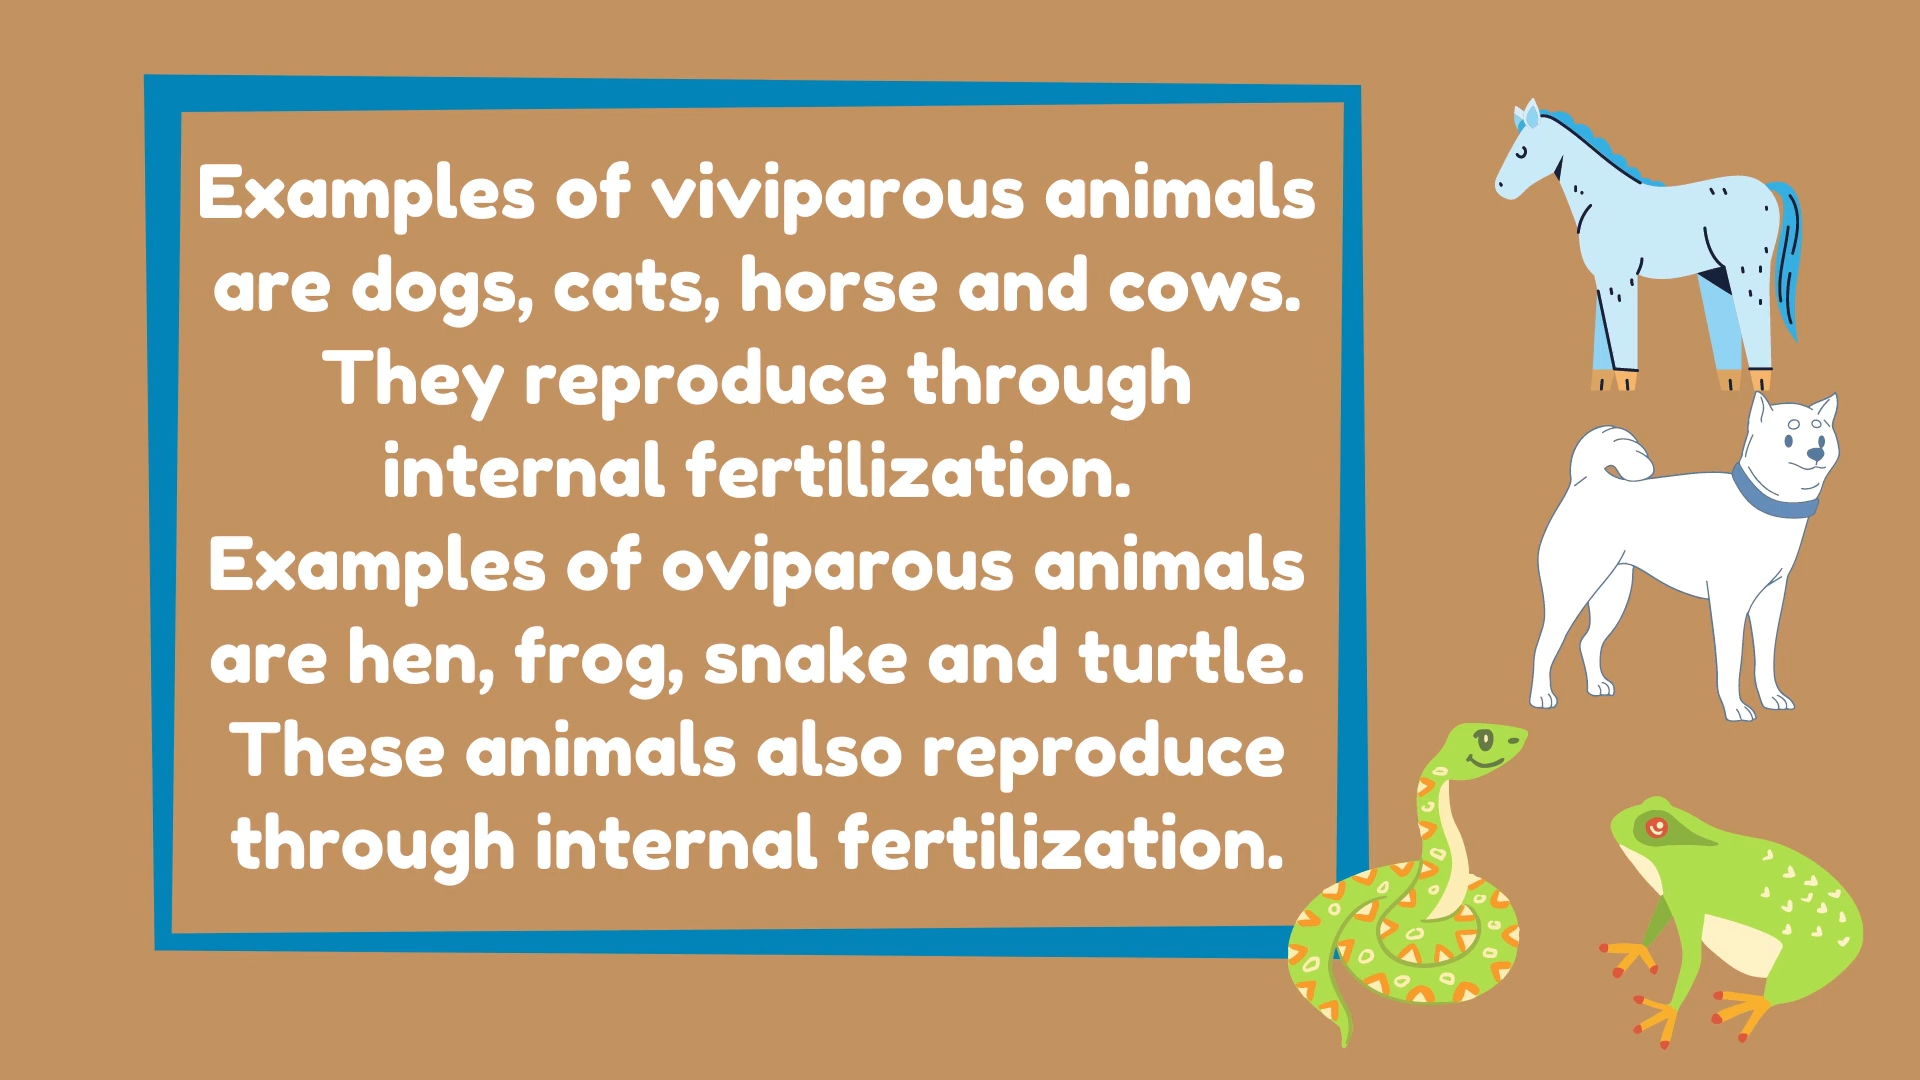 Examples of viviparous animals
are dogs, cats, horse and cows.
They reproduce through
internal fertilization.
Examples of oviparous animals
are hen, frog, snake and turtle.
These animals also reproduce
through internal fertilization.